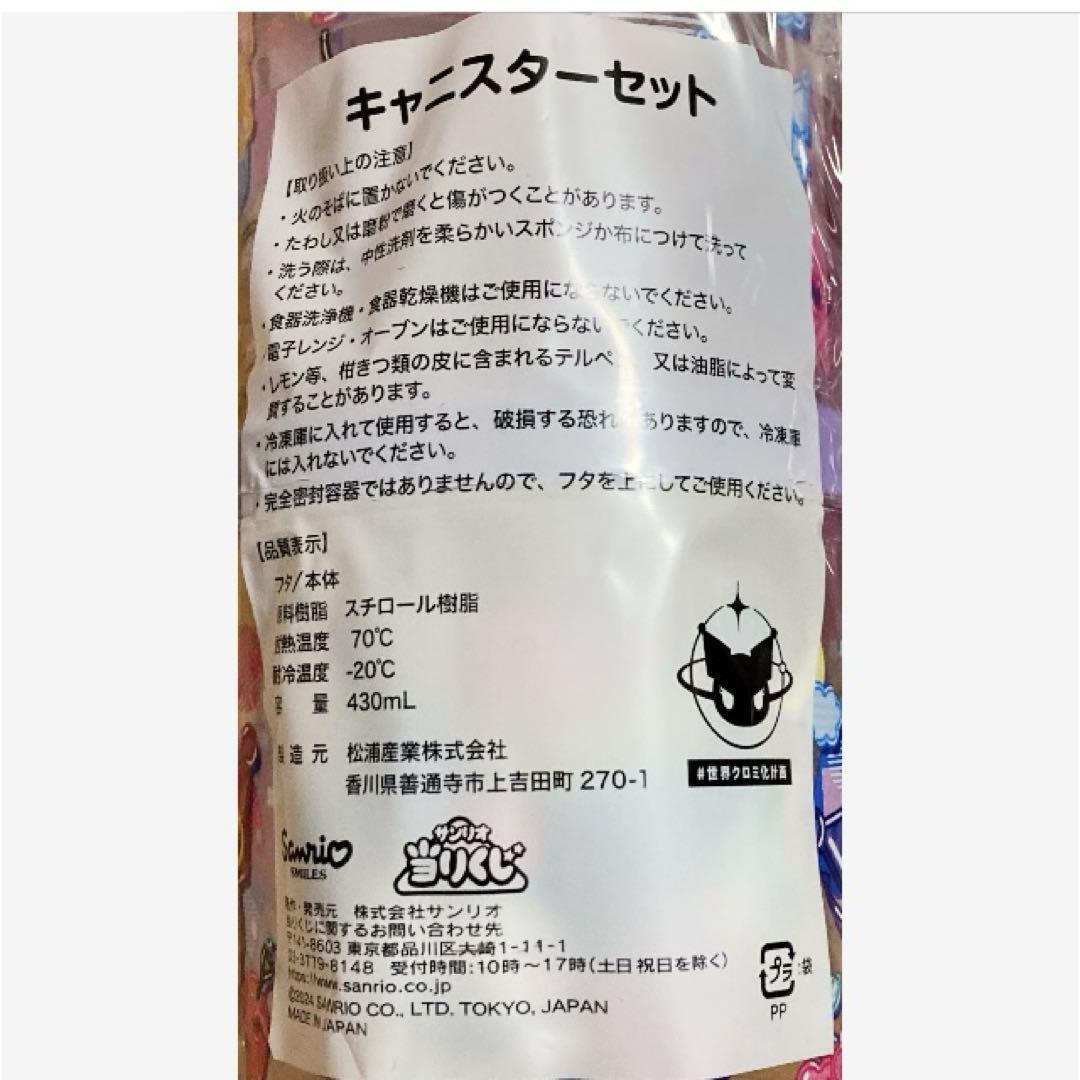 キャニスターセット
【取り扱い上の注意】
・火のそばに置かないでください。
・たわし又は磨粉で磨くと傷がつくことがあります。
・洗う際は、中性洗剤を柔らかいスポンジか布につけて洗って
ください。
・食器洗浄機・食器乾燥機はご使用にならないでください。
・電子レンジ・オーブンはご使用にならないでください。
・レモン等、柑きつ類の皮に含まれるテルペ 又は油脂によって変
質することがあります。
・冷凍庫に入れて使用すると、破損する恐れがありますので、冷凍庫
には入れないでください。
・完全密封容器ではありませんので、フタを上にしてご使用ください。
【品質表示】
フタ/本体
原料樹脂 スチロール樹脂
耐熱温度 70℃
耐冷温度 -20℃
容量 430mL
製造元 松浦産業株式会社
香川県善通寺市上吉田町270-1
#世界クロミ化計画
Sanrio
SMILES
サンリオ
当りくじ
制作・発売元 株式会社サンリオ
当りくじに関するお問い合わせ先
〒141-8603 東京都品川区大崎1-11-1
03-3779-8148 受付時間:10時～17時(土日祝日を除く)
https://www.sanrio.co.jp
©2024 SANRIO CO., LTD. TOKYO, JAPAN
MADE IN JAPAN
プラ :袋
PP